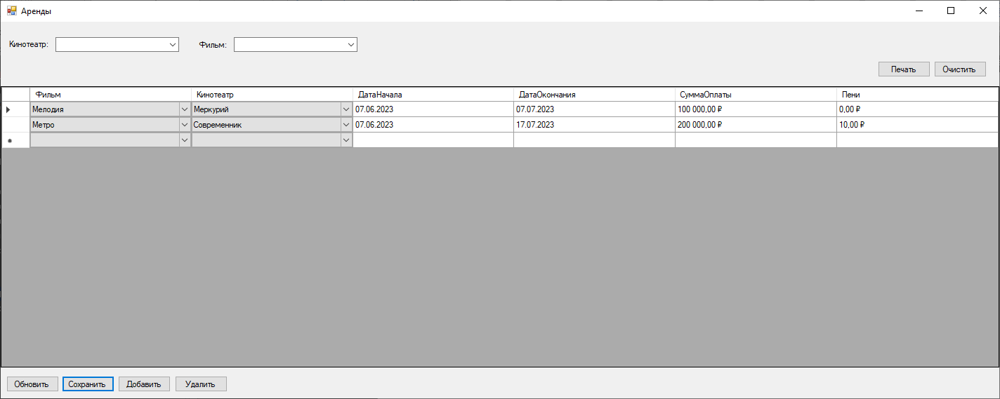 Аренды
Кинотеатр: Фильм:
Печать Очистить
Фильм Кинотеатр ДатаНачала ДатаОкончания СуммаОплаты Пени
Мелодия Меркурий 07.06.2023 07.07.2023 100 000,00 ₽ 0,00 ₽
Метро Современник 07.06.2023 17.07.2023 200 000,00 ₽ 10,00 ₽
Обновить Сохранить Добавить Удалить